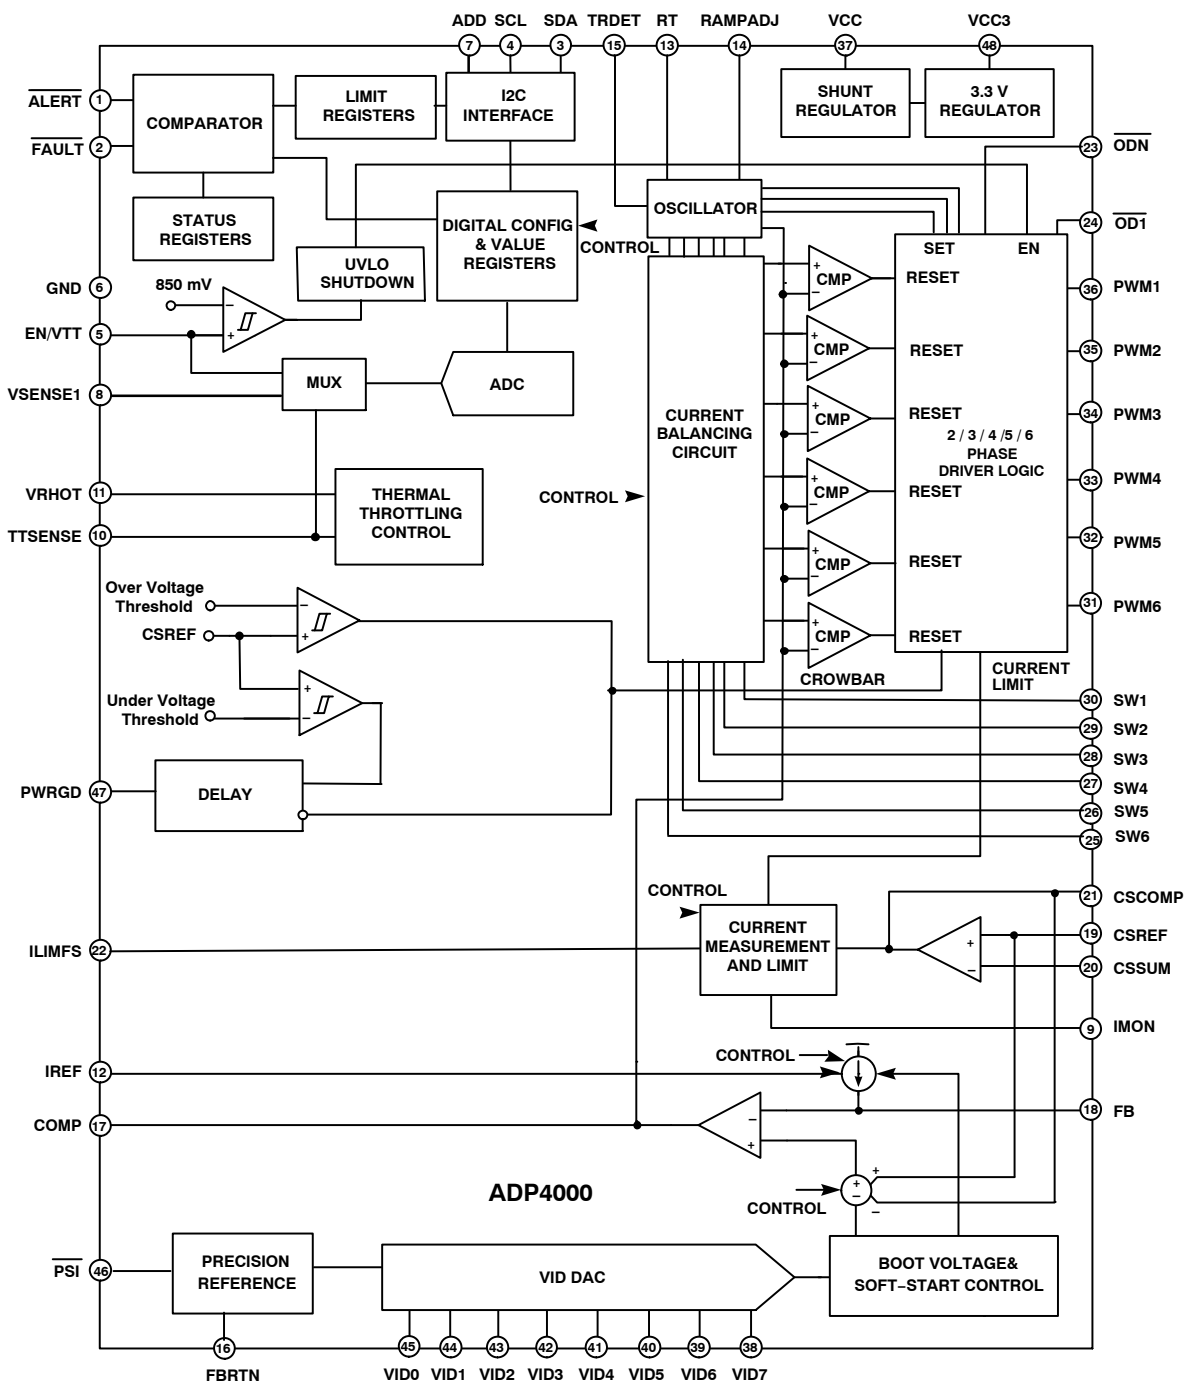 ADD SCL SDA TRDET RT RAMPADJ VCC VCC3
7 4 3 15 13 14 37 48
ALERT 1
FAULT 2
COMPARATOR
LIMIT
REGISTERS
I2C
INTERFACE
SHUNT
REGULATOR
3.3 V
REGULATOR
23 ODN
24 OD1
STATUS
REGISTERS
DIGITAL CONFIG
& VALUE
REGISTERS
CONTROL
OSCILLATOR
SET EN
UVLO
SHUTDOWN
GND 6
850 mV
−
+
EN/VTT 5
VSENSE1 8
MUX
ADC
CURRENT
BALANCING
CIRCUIT
CONTROL
+
−
CMP
RESET
+
−
CMP
RESET
+
−
CMP
RESET
+
−
CMP
RESET
+
−
CMP
RESET
+
−
CMP
RESET
2 / 3 / 4 /5 / 6
PHASE
DRIVER LOGIC
36 PWM1
35 PWM2
34 PWM3
33 PWM4
32 PWM5
31 PWM6
VRHOT 11
TTSENSE 10
THERMAL
THROTTLING
CONTROL
Over Voltage
Threshold
−
CSREF
+
+
Under Voltage
Threshold
−
CROWBAR
CURRENT
LIMIT
30 SW1
29 SW2
28 SW3
27 SW4
26 SW5
25 SW6
PWRGD 47
DELAY
CONTROL
CURRENT
MEASUREMENT
AND LIMIT
ILIMFS 22
+
−
21 CSCOMP
19 CSREF
20 CSSUM
9 IMON
CONTROL
IREF 12
COMP 17
−
+
18 FB
ADP4000
CONTROL
+
−
+
−
PSI 46
PRECISION
REFERENCE
VID DAC
BOOT VOLTAGE&
SOFT−START CONTROL
16 45 44 43 42 41 40 39 38
FBRTN VID0 VID1 VID2 VID3 VID4 VID5 VID6 VID7